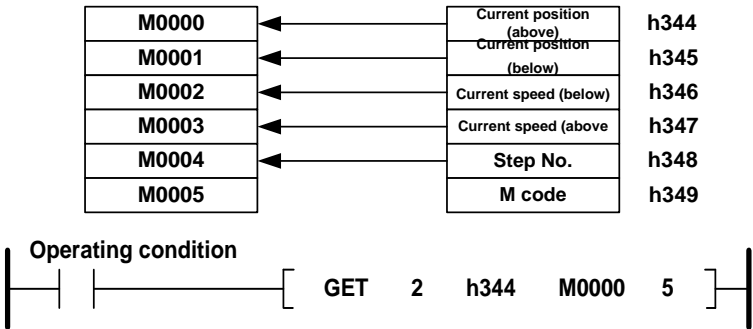 M0000
Current position
(above)
h344
M0001
Current position
(below)
h345
M0002
Current speed (below)
h346
M0003
Current speed (above
h347
M0004
Step No.
h348
M0005
M code
h349
Operating condition
GET 2 h344 M0000 5